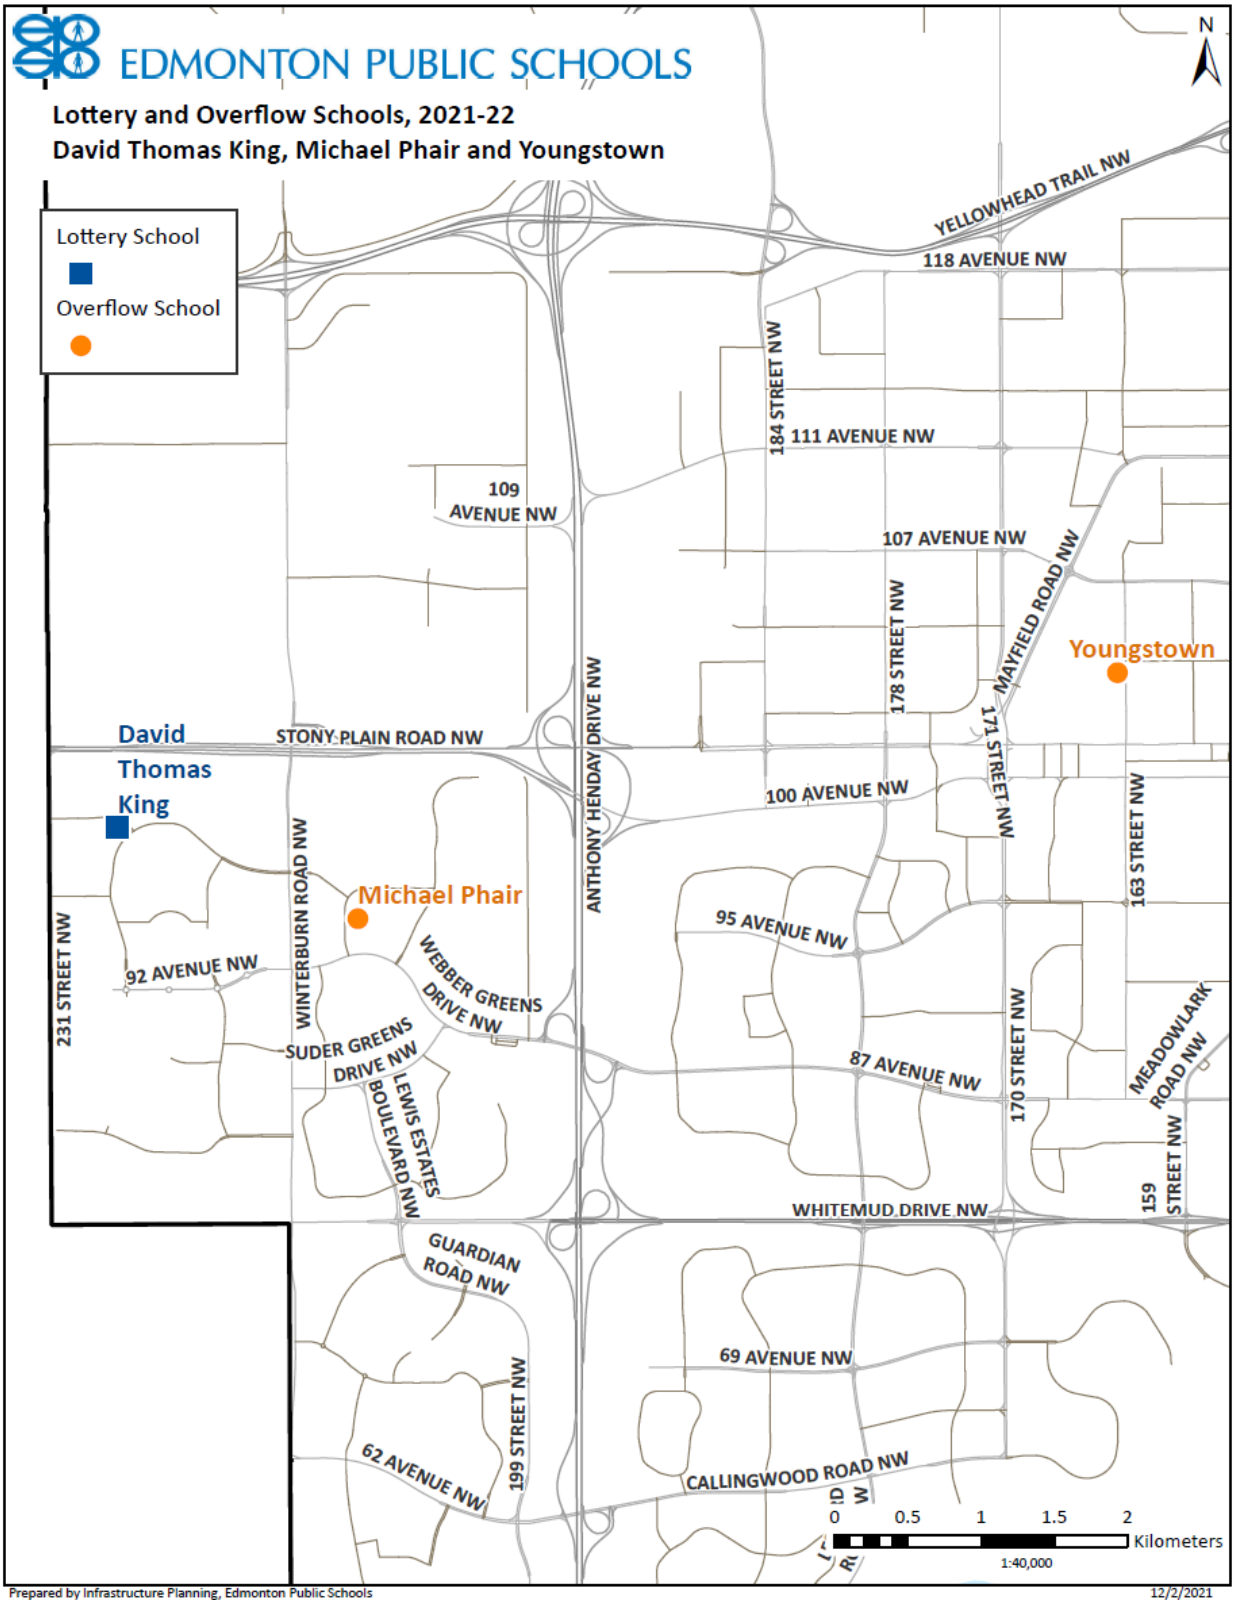 EDMONTON PUBLIC SCHOOLS
Lottery and Overflow Schools, 2021-22
David Thomas King, Michael Phair and Youngstown
N
Lottery School
Overflow School
YELLOWHEAD TRAIL NW
118 AVENUE NW
184 STREET NW
111 AVENUE NW
109
AVENUE NW
107 AVENUE NW
MAYFIELD ROAD NW
178 STREET NW
Youngstown
ANTHONY HENDAY DRIVE NW
171 STREET NW
STONY PLAIN ROAD NW
David
Thomas
King
100 AVENUE NW
163 STREET NW
WINTERBURN ROAD NW
Michael Phair
95 AVENUE NW
231 STREET NW
92 AVENUE NW
WEBBER GREENS
DRIVE NW
170 STREET NW
MEADOWLARK
ROAD NW
SUDER GREENS
DRIVE NW
87 AVENUE NW
LEWIS ESTATES
BOULEVARD NW
159
STREET NW
WHITEMUD DRIVE NW
GUARDIAN
ROAD NW
69 AVENUE NW
199 STREET NW
62 AVENUE NW
CALLINGWOOD ROAD NW
0 0.5 1 1.5 2
Kilometers
1:40,000
Prepared by Infrastructure Planning, Edmonton Public Schools
12/2/2021